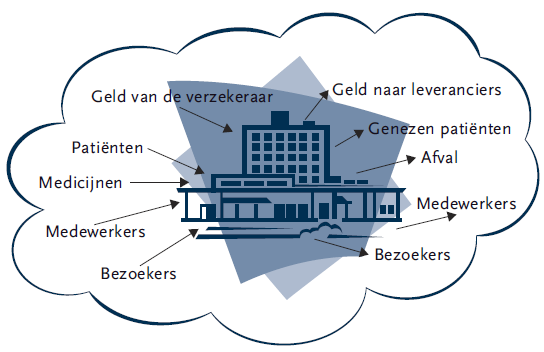 Geld van de verzekeraar
Geld naar leveranciers
Genezen patiënten
Patiënten
Afval
Medicijnen
Medewerkers
Medewerkers
Bezoekers
Bezoekers